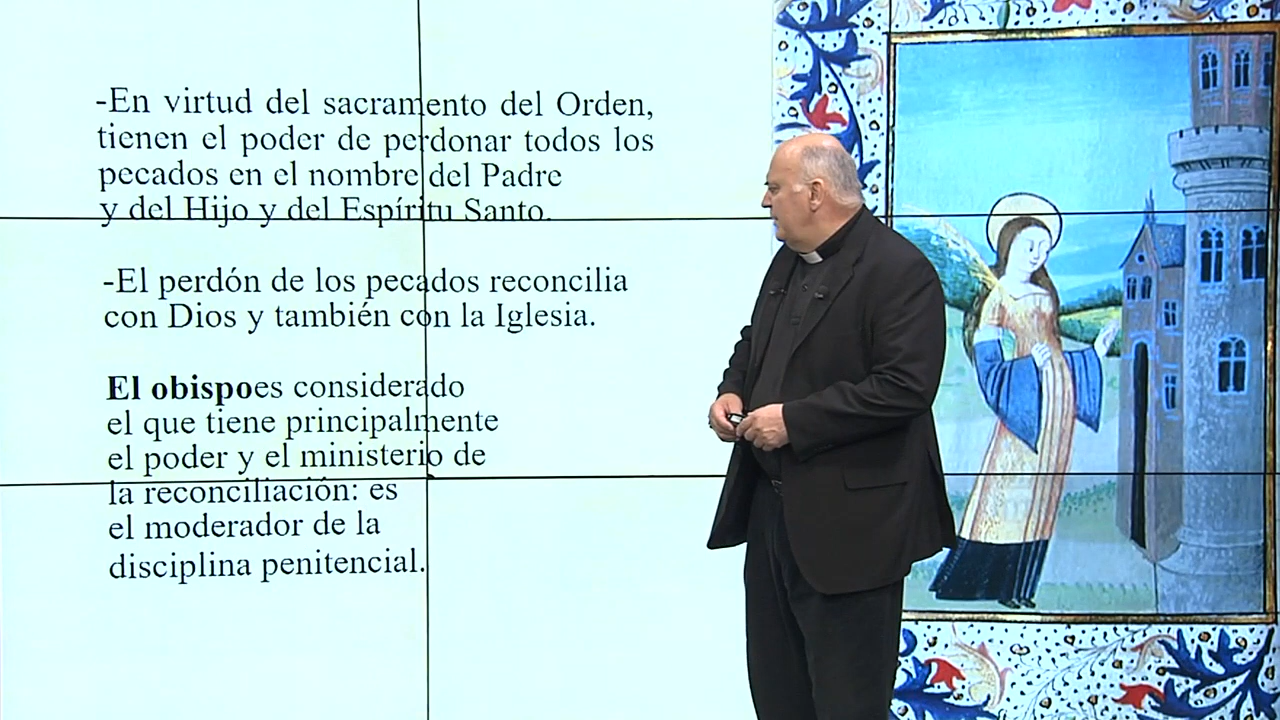 -En virtud del sacramento del Orden,
tienen el poder de perdonar todos los
pecados en el nombre del Padre
y del Hijo y del Espíritu Santo.
-El perdón de los pecados reconcilia
con Dios y también con la Iglesia.
El obispoes considerado
el que tiene principalmente
el poder y el ministerio de
la reconciliación: es
el moderador de la
disciplina penitencial.